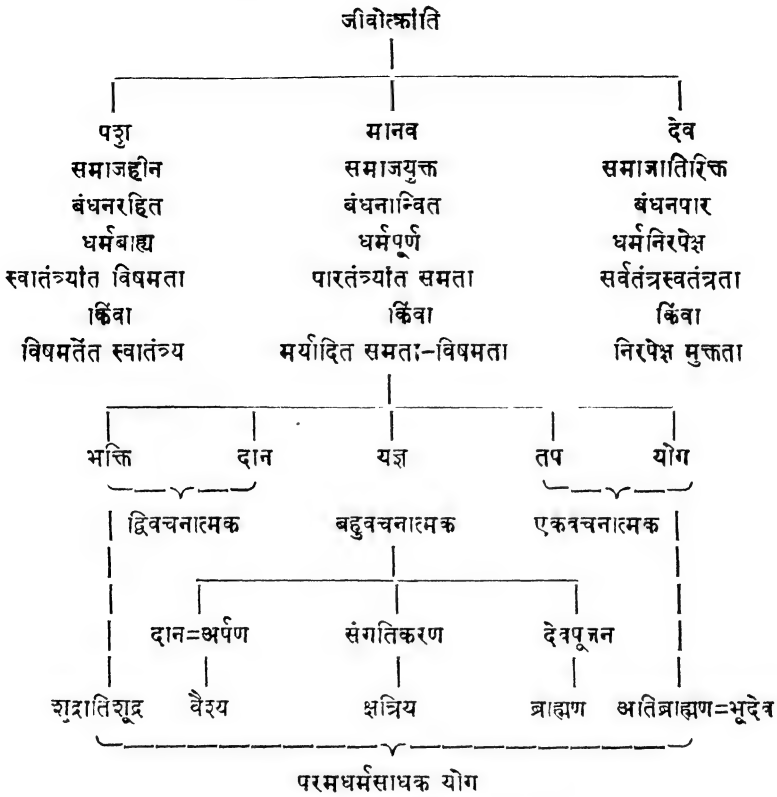 जीवोत्क्रांति
पशु मानव देव
समाजहीन समाजयुक्त समाजातिरिक्त
बंधनरहित बंधनान्वित बंधनपार
धर्मबाह्य धर्मपूर्ण धर्मनिरपेक्ष
स्वातंत्र्यांत विषमता पारतंत्र्यांत समता सर्वतंत्रस्वतंत्रता
किंवा किंवा किंवा
विषमतेंत स्वातंत्र्य मर्यादित समता-विषमता निरपेक्ष मुक्तता
भक्ति दान यज्ञ तप योग
द्विवचनात्मक बहुवचनात्मक एकवचनात्मक
दान=अर्पण संगतिकरण देवपूजन
शुद्रातिशूद्र वैश्य क्षत्रिय ब्राह्मण अतिब्राह्मण=भूदेव
परमधर्मसाधक योग